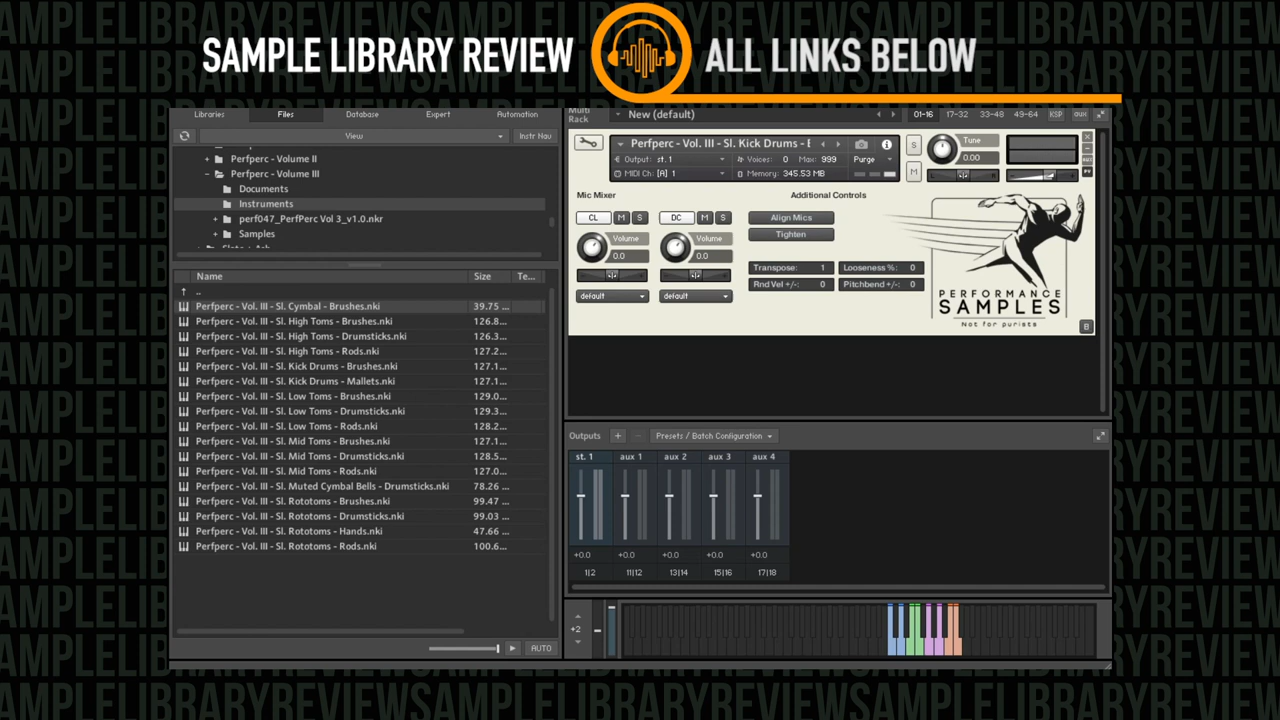 SAMPLE LIBRARY REVIEW
ALL LINKS BELOW
Libraries Files Database Expert Automation
View Instr Nav
Perfperc - Volume II
Perfperc - Volume III
Documents
Instruments
perf047_PerfPerc Vol 3_v1.0.nkr
Samples
Name Size Te...
..
Perfperc - Vol. III - Sl. Cymbal - Brushes.nki 39.75 ...
Perfperc - Vol. III - Sl. High Toms - Brushes.nki 126.8...
Perfperc - Vol. III - Sl. High Toms - Drumsticks.nki 126.3...
Perfperc - Vol. III - Sl. High Toms - Rods.nki 127.2...
Perfperc - Vol. III - Sl. Kick Drums - Brushes.nki 127.1...
Perfperc - Vol. III - Sl. Kick Drums - Mallets.nki 127.1...
Perfperc - Vol. III - Sl. Low Toms - Brushes.nki 129.0...
Perfperc - Vol. III - Sl. Low Toms - Drumsticks.nki 129.3...
Perfperc - Vol. III - Sl. Low Toms - Rods.nki 128.2...
Perfperc - Vol. III - Sl. Mid Toms - Brushes.nki 127.1...
Perfperc - Vol. III - Sl. Mid Toms - Drumsticks.nki 128.5...
Perfperc - Vol. III - Sl. Mid Toms - Rods.nki 127.0...
Perfperc - Vol. III - Sl. Muted Cymbal Bells - Drumsticks.nki 78.26 ...
Perfperc - Vol. III - Sl. Rototoms - Brushes.nki 99.47 ...
Perfperc - Vol. III - Sl. Rototoms - Drumsticks.nki 99.03 ...
Perfperc - Vol. III - Sl. Rototoms - Hands.nki 47.66 ...
Perfperc - Vol. III - Sl. Rototoms - Rods.nki 100.6...
AUTO
Multi Rack New (default) 01-16 17-32 33-48 49-64 KSP aux
Perfperc - Vol. III - Sl. Kick Drums - B
Output: st. 1 Voices: 0 Max: 999 Purge
MIDI Ch: [A] 1 Memory: 345.53 MB
S
M
Tune
0.00
Mic Mixer Additional Controls
CL M S DC M S Align Mics
Tighten
Volume Volume
0.0 0.0
Transpose: 1 Looseness %: 0
Rnd Vel +/-: 0 Pitchbend +/-: 0
default default
PERFORMANCE
SAMPLES
Not for purists
B
Outputs + - Presets / Batch Configuration
st. 1 aux 1 aux 2 aux 3 aux 4
+0.0 +0.0 +0.0 +0.0 +0.0
1|2 11|12 13|14 15|16 17|18
+2